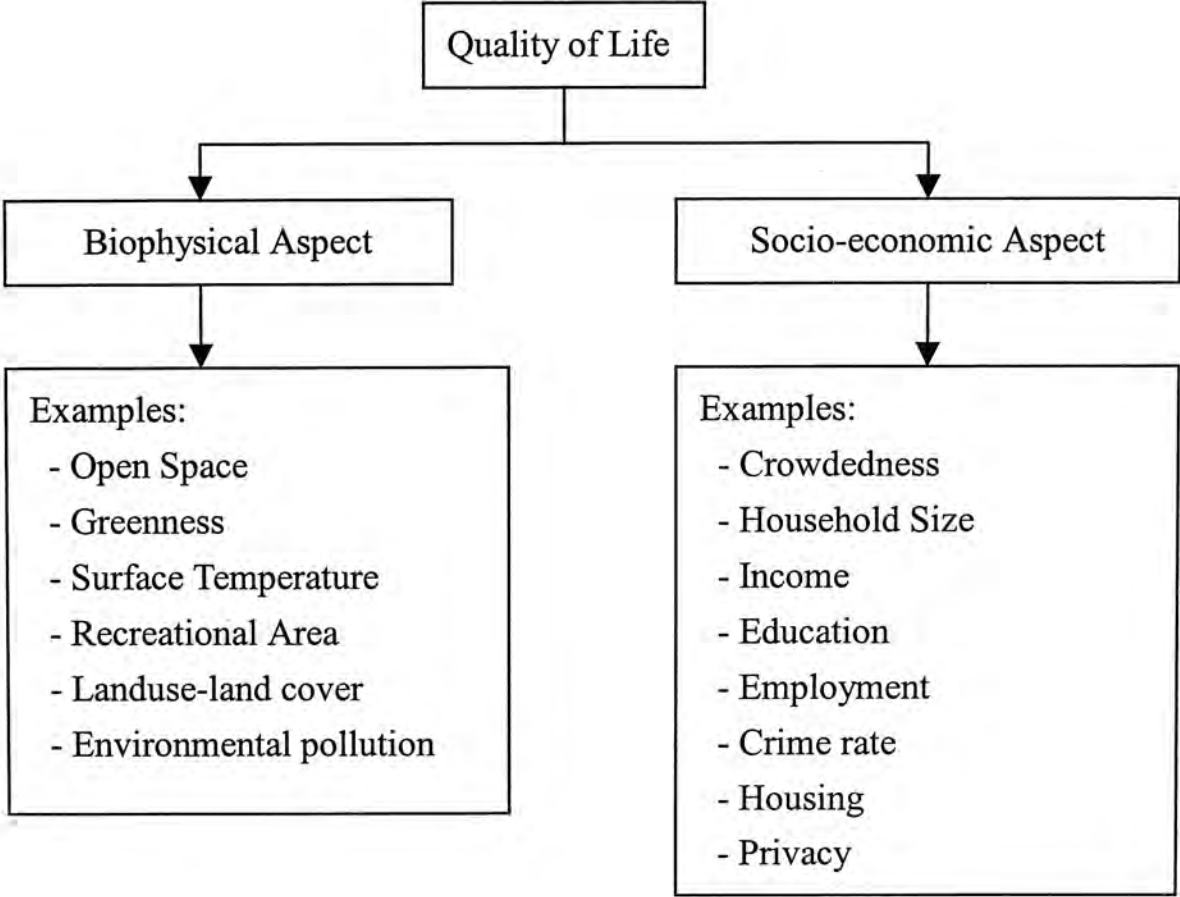 Quality of Life
Biophysical Aspect
Socio-economic Aspect
Examples:
- Open Space
- Greenness
- Surface Temperature
- Recreational Area
- Landuse-land cover
- Environmental pollution
Examples:
- Crowdedness
- Household Size
- Income
- Education
- Employment
- Crime rate
- Housing
- Privacy